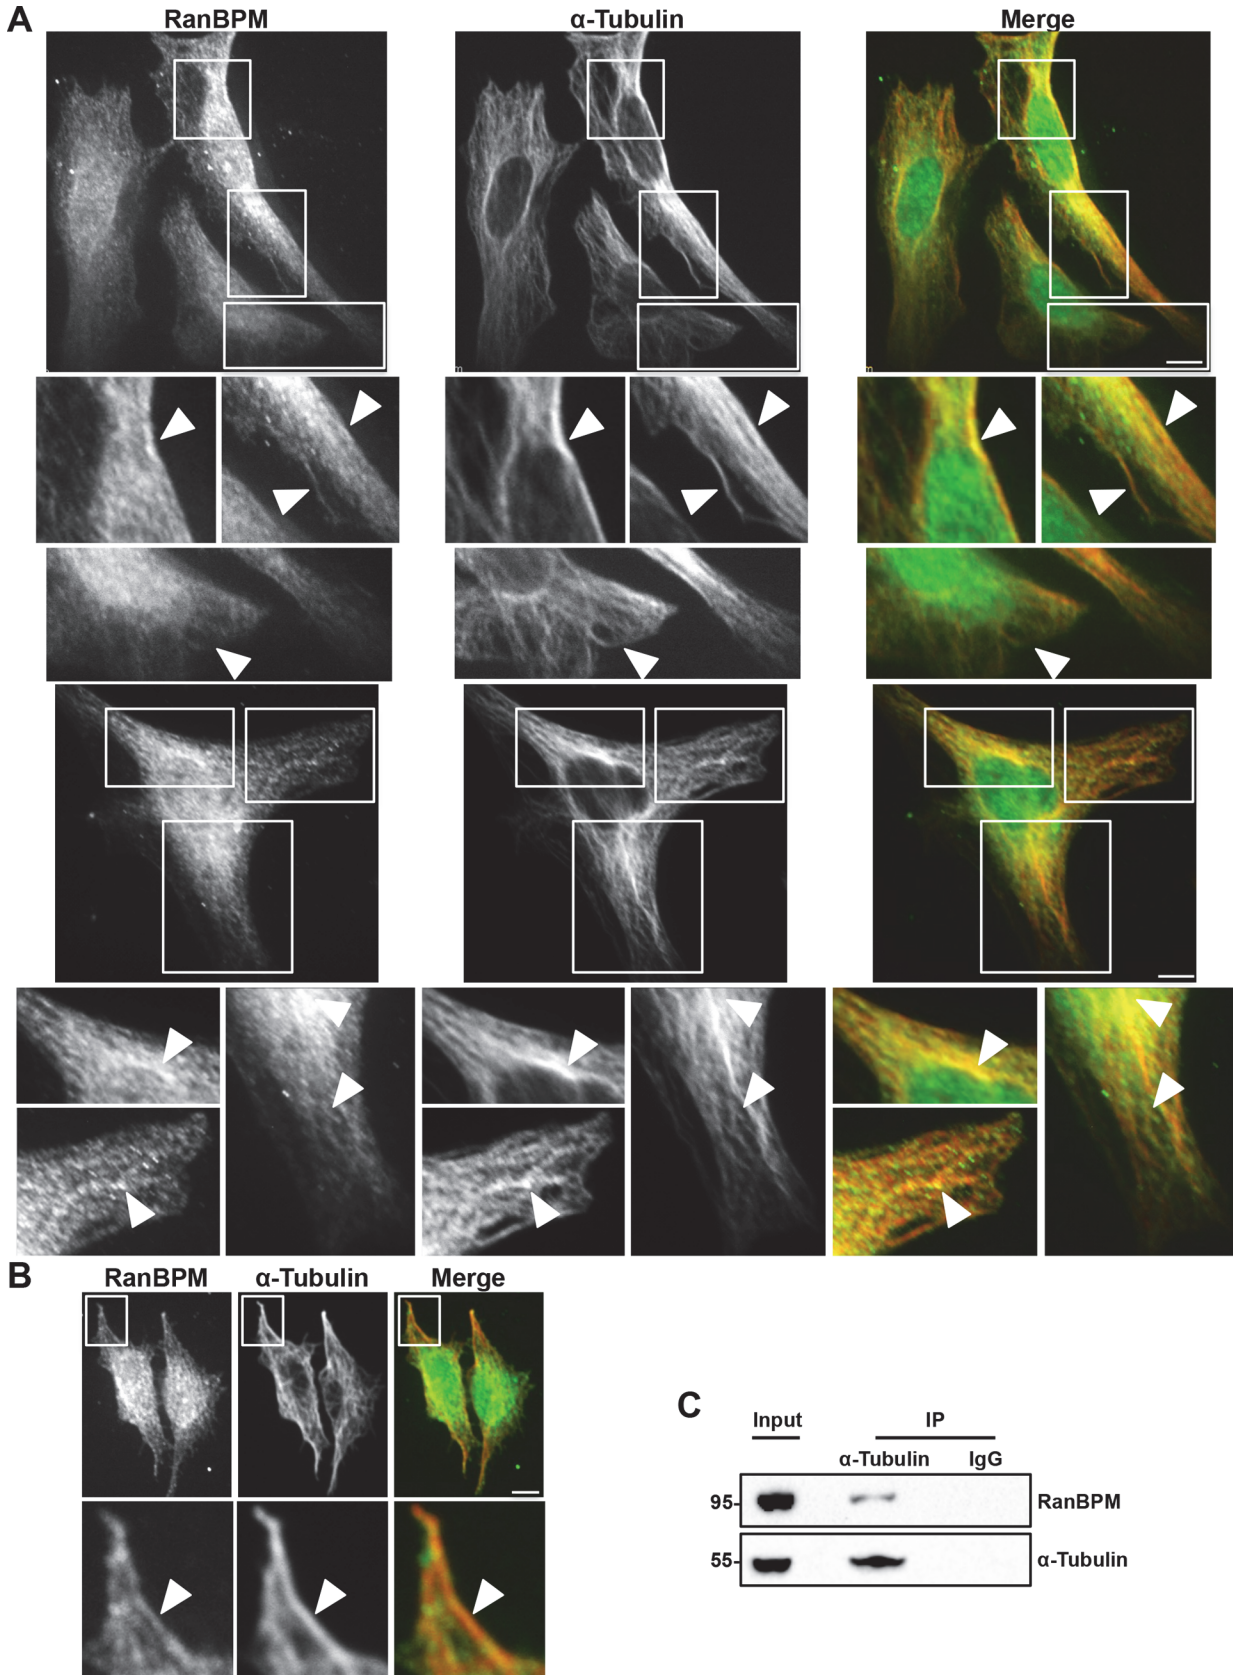 A
RanBPM α-Tubulin Merge
m
m
B
RanBPM α-Tubulin Merge
C
Input IP
α-Tubulin IgG
95- RanBPM
55- α-Tubulin